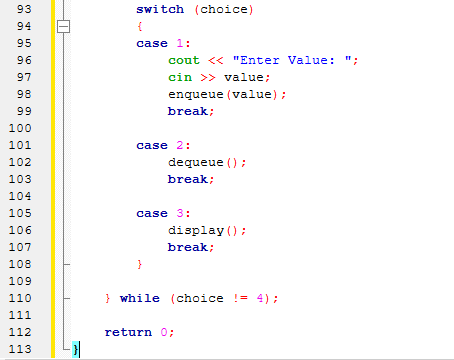 93 switch (choice)
94 {
95 case 1:
96 cout << "Enter Value: ";
97 cin >> value;
98 enqueue(value);
99 break;
100
101 case 2:
102 dequeue();
103 break;
104
105 case 3:
106 display();
107 break;
108 }
109
110 } while (choice != 4);
111
112 return 0;
113 }